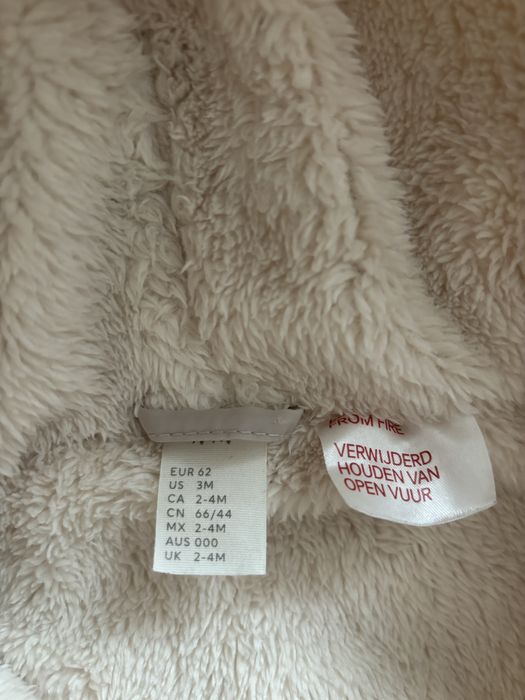 EUR 62
US 3M
CA 2-4M
CN 66/44
MX 2-4M
AUS 000
UK 2-4M
FROM FIRE
VERWIJDERD
HOUDEN VAN
OPEN VUUR